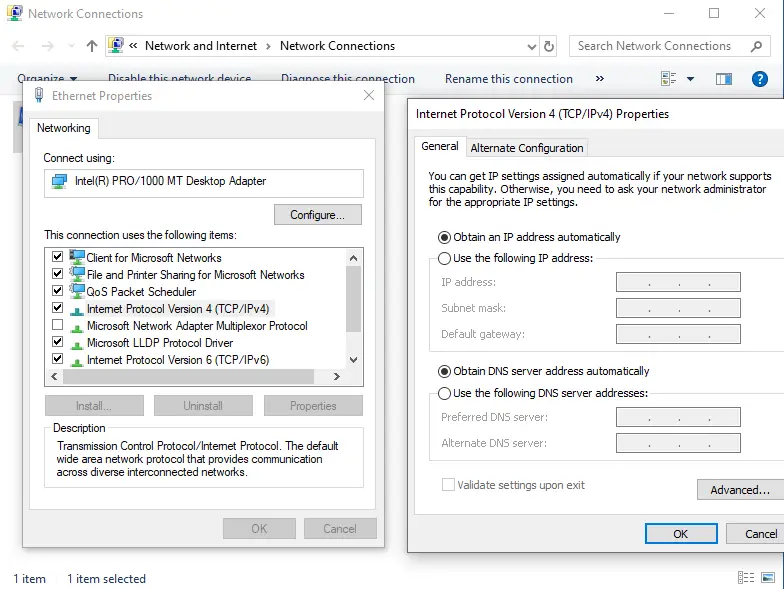 Network Connections
« Network and Internet › Network Connections
Search Network Connections
Organize Disable this network device Diagnose this connection Rename this connection »
Ethernet Properties
Networking
Connect using:
Intel(R) PRO/1000 MT Desktop Adapter
Configure...
This connection uses the following items:
Client for Microsoft Networks
File and Printer Sharing for Microsoft Networks
QoS Packet Scheduler
Internet Protocol Version 4 (TCP/IPv4)
Microsoft Network Adapter Multiplexor Protocol
Microsoft LLDP Protocol Driver
Internet Protocol Version 6 (TCP/IPv6)
Install... Uninstall Properties
Description
Transmission Control Protocol/Internet Protocol. The default
wide area network protocol that provides communication
across diverse interconnected networks.
OK Cancel
Internet Protocol Version 4 (TCP/IPv4) Properties
General Alternate Configuration
You can get IP settings assigned automatically if your network supports
this capability. Otherwise, you need to ask your network administrator
for the appropriate IP settings.
Obtain an IP address automatically
Use the following IP address:
IP address:
Subnet mask:
Default gateway:
Obtain DNS server address automatically
Use the following DNS server addresses:
Preferred DNS server:
Alternate DNS server:
Validate settings upon exit
Advanced...
OK Cancel
1 item 1 item selected